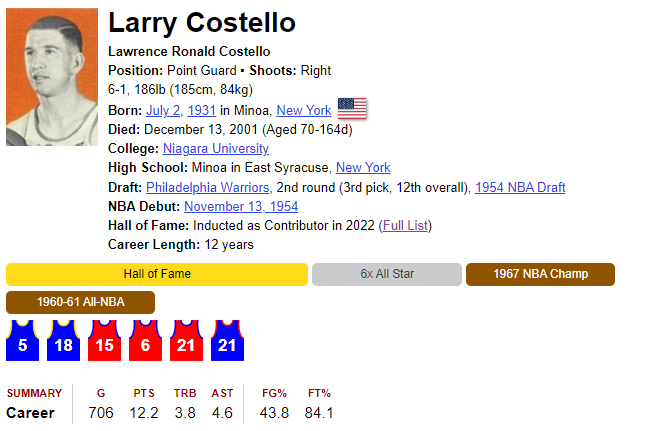 Larry Costello
Lawrence Ronald Costello
Position: Point Guard ▪ Shoots: Right
6-1, 186lb (185cm, 84kg)
Born: July 2, 1931 in Minoa, New York
Died: December 13, 2001 (Aged 70-164d)
College: Niagara University
High School: Minoa in East Syracuse, New York
Draft: Philadelphia Warriors, 2nd round (3rd pick, 12th overall), 1954 NBA Draft
NBA Debut: November 13, 1954
Hall of Fame: Inducted as Contributor in 2022 (Full List)
Career Length: 12 years
Hall of Fame 6x All Star 1967 NBA Champ
1960-61 All-NBA
5 18 15 6 21 21
SUMMARY G PTS TRB AST FG% FT%
Career 706 12.2 3.8 4.6 43.8 84.1